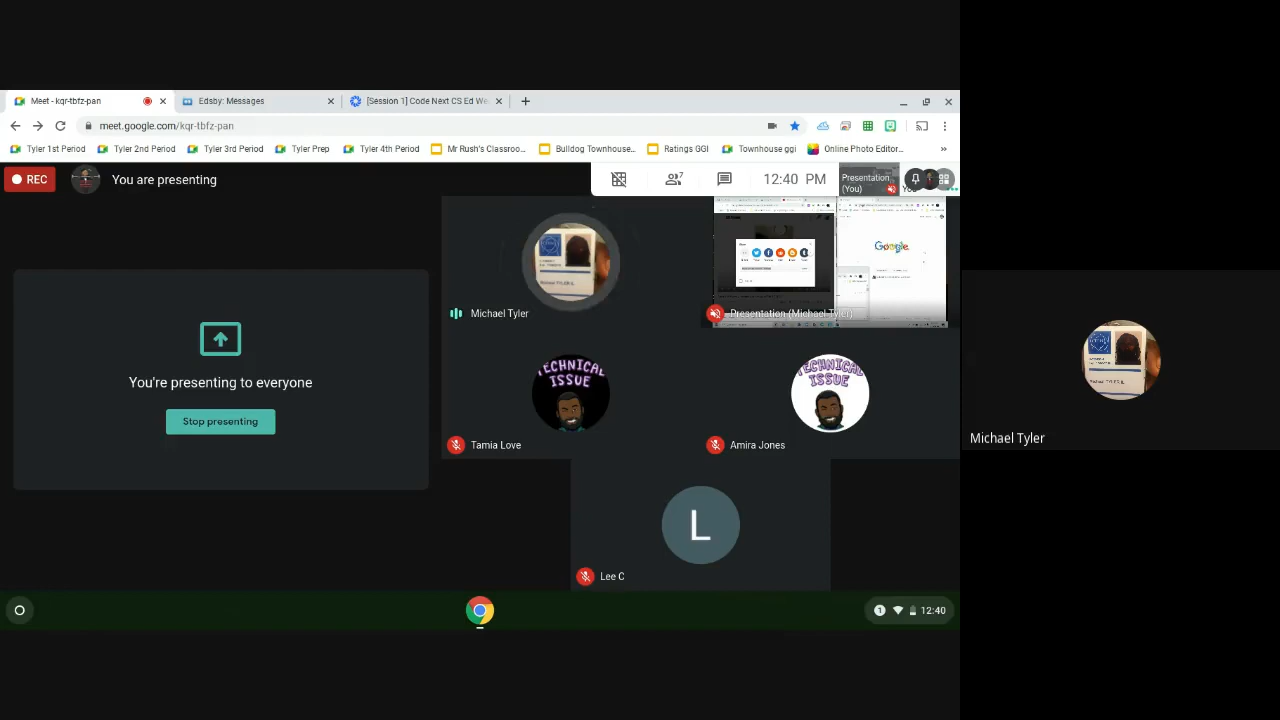 Meet - kqr-tbfz-pan
Edsby: Messages
[Session 1] Code Next CS Ed We
meet.google.com/kqr-tbfz-pan
Tyler 1st Period
Tyler 2nd Period
Tyler 3rd Period
Tyler Prep
Tyler 4th Period
Mr Rush's Classroo...
Bulldog Townhouse...
Ratings GGI
Townhouse ggi
Online Photo Editor...
»
REC
You are presenting
7
12:40 PM
Presentation
(You)
You're presenting to everyone
Stop presenting
Michael Tyler
Google
Presentation (Michael Tyler)
TECHNICAL
ISSUE
Tamia Love
TECHNICAL
ISSUE
Amira Jones
L
Lee C
Michael Tyler
1
12:40